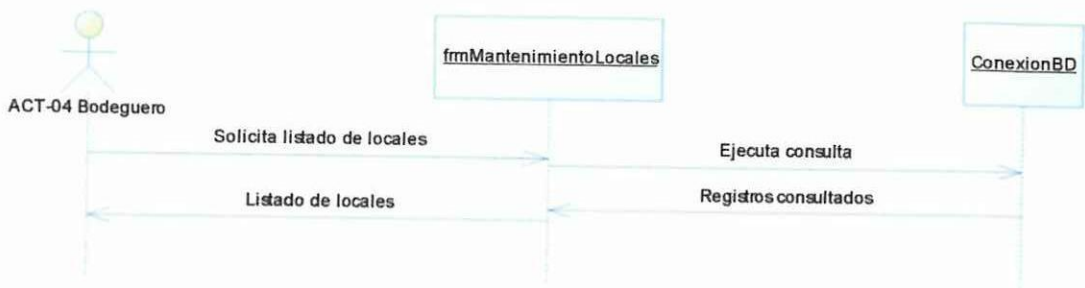 frmMantenimientoLocales
ConexionBD
ACT-04 Bodeguero
Solicita listado de locales
Ejecuta consulta
Listado de locales
Registros consultados